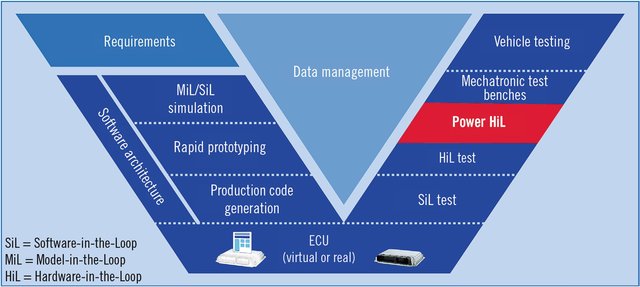 Requirements
MiL/SiL
simulation
Rapid prototyping
Production code
generation
Software architecture
Data management
Vehicle testing
Mechatronic test
benches
Power HiL
HiL test
SiL test
ECU
(virtual or real)
SiL = Software-in-the-Loop
MiL = Model-in-the-Loop
HiL = Hardware-in-the-Loop